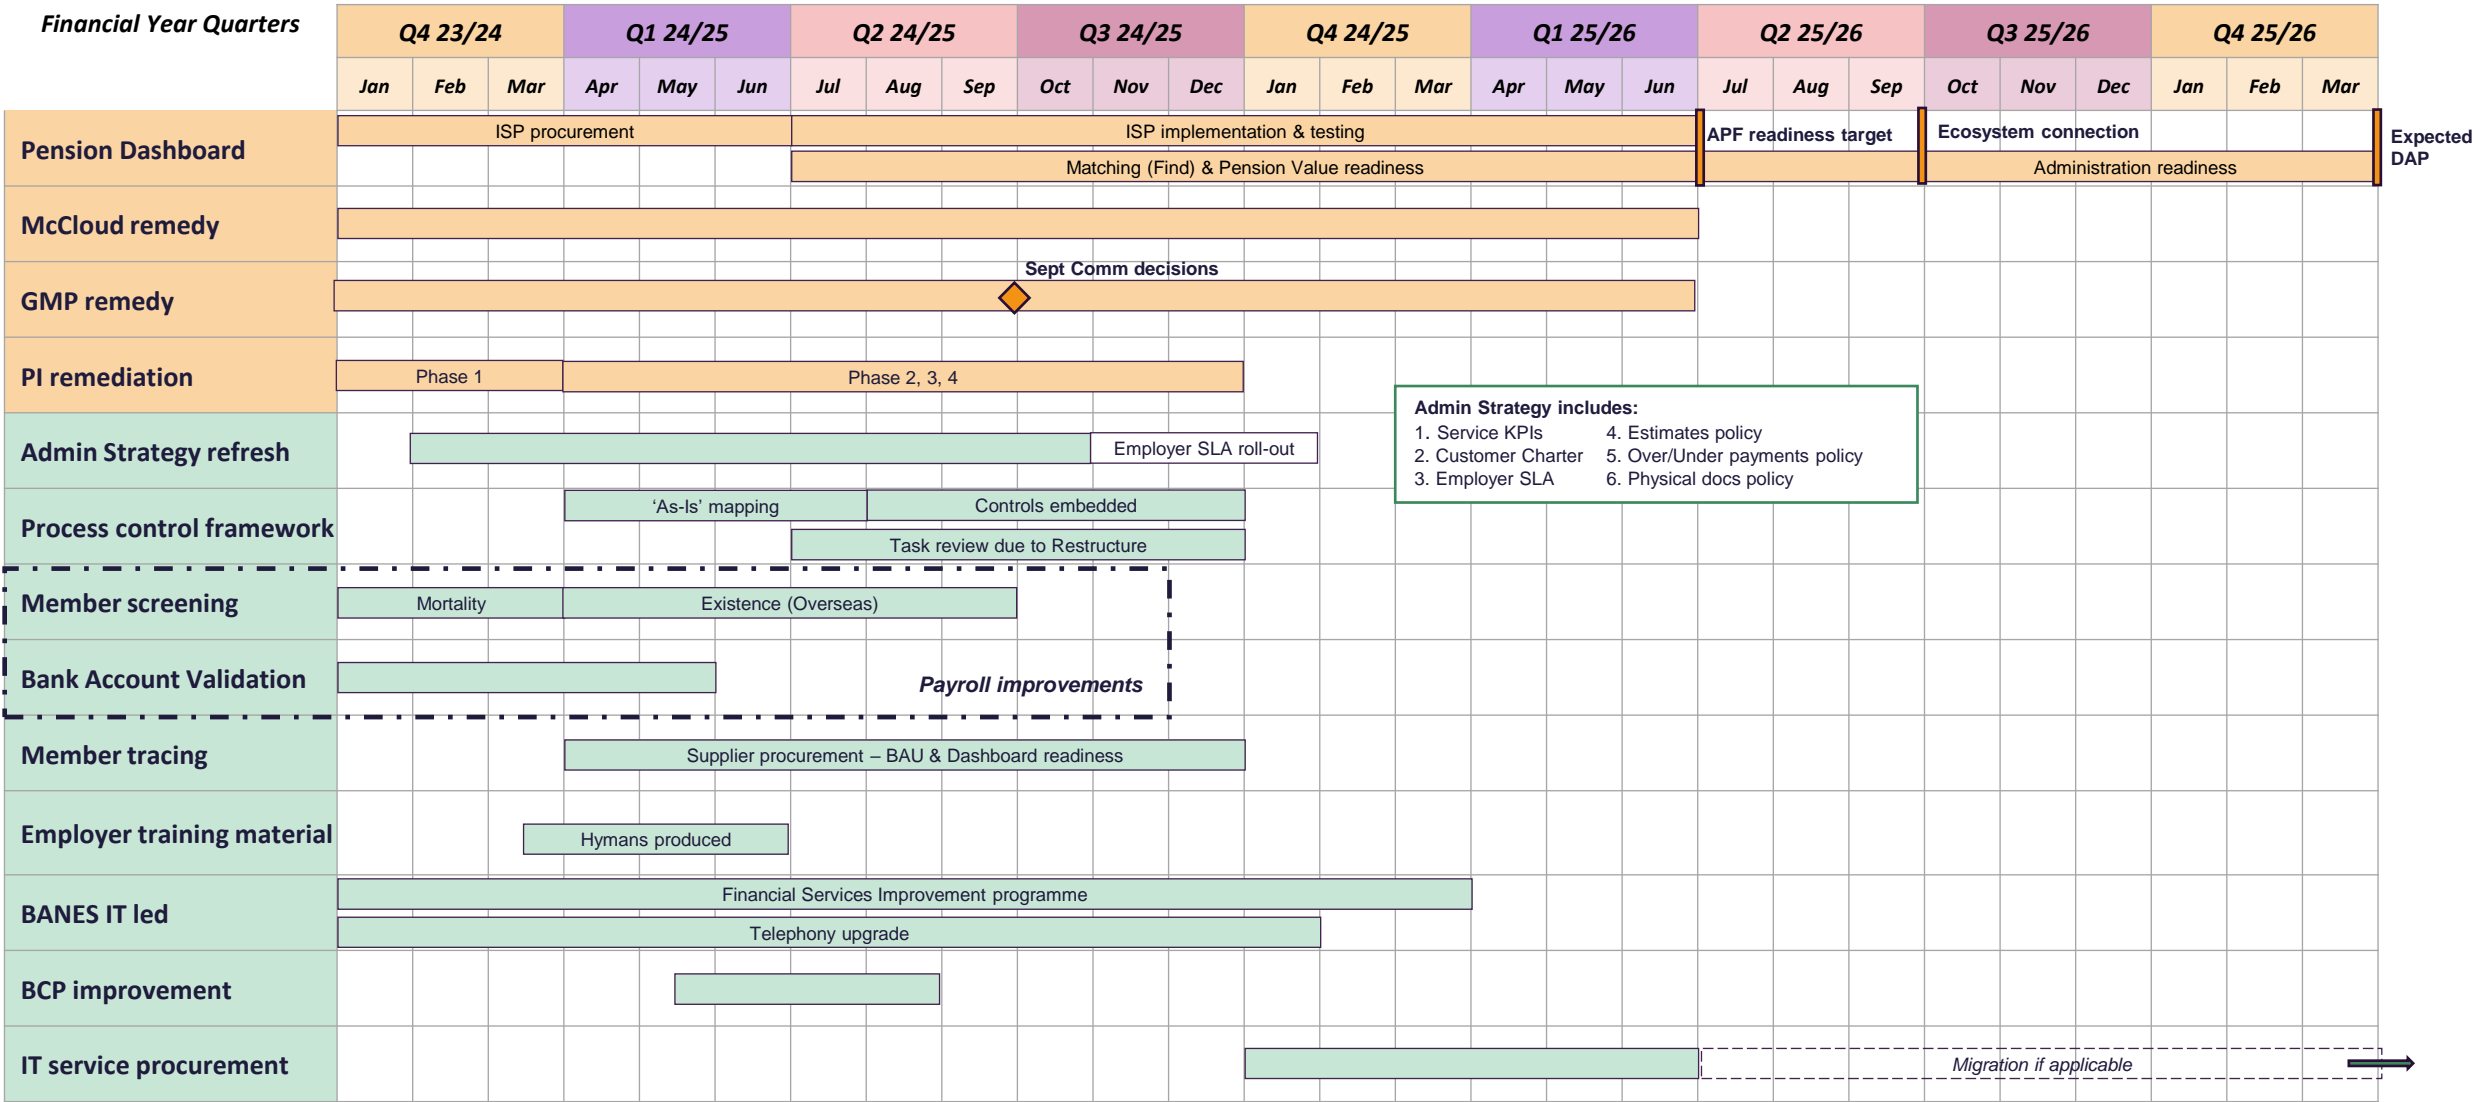 Financial Year Quarters
Q4 23/24 Q1 24/25 Q2 24/25 Q3 24/25 Q4 24/25 Q1 25/26 Q2 25/26 Q3 25/26 Q4 25/26
Jan Feb Mar Apr May Jun Jul Aug Sep Oct Nov Dec Jan Feb Mar Apr May Jun Jul Aug Sep Oct Nov Dec Jan Feb Mar
Pension Dashboard
ISP procurement
ISP implementation & testing
APF readiness target
Ecosystem connection
Expected
DAP
Matching (Find) & Pension Value readiness
Administration readiness
McCloud remedy
GMP remedy
Sept Comm decisions
PI remediation
Phase 1
Phase 2, 3, 4
Admin Strategy refresh
Employer SLA roll-out
Admin Strategy includes:
1. Service KPIs
2. Customer Charter
3. Employer SLA
4. Estimates policy
5. Over/Under payments policy
6. Physical docs policy
Process control framework
‘As-Is’ mapping
Controls embedded
Task review due to Restructure
Member screening
Mortality
Existence (Overseas)
Bank Account Validation
Payroll improvements
Member tracing
Supplier procurement – BAU & Dashboard readiness
Employer training material
Hymans produced
BANES IT led
Financial Services Improvement programme
Telephony upgrade
BCP improvement
IT service procurement
Migration if applicable